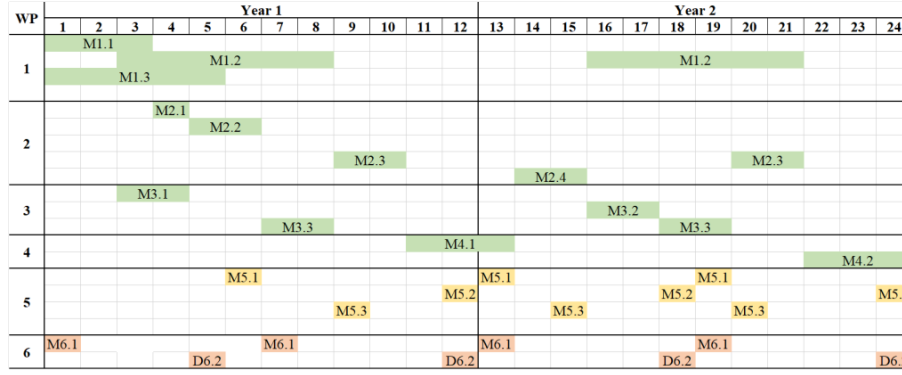 WP Year 1 Year 2
1 2 3 4 5 6 7 8 9 10 11 12 13 14 15 16 17 18 19 20 21 22 23 24
M1.1
1 M1.2 M1.2
M1.3
M2.1
M2.2
2
M2.3 M2.3
M2.4
M3.1
3 M3.2
M3.3 M3.3
4 M4.1
M4.2
M5.1 M5.1 M5.1
5 M5.2 M5.2 M5.
M5.3 M5.3 M5.3
6 M6.1 M6.1 M6.1 M6.1
D6.2 D6.2 D6.2 D6.